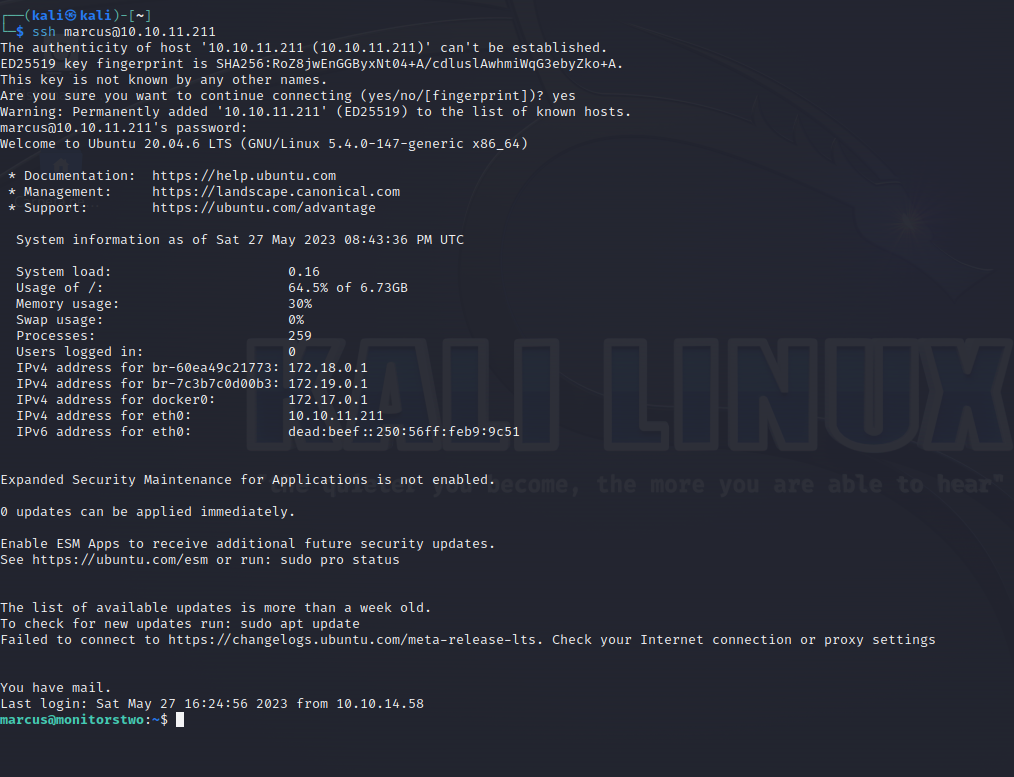 ┌──(kali㉿kali)-[~]
└─$ ssh marcus@10.10.11.211
The authenticity of host '10.10.11.211 (10.10.11.211)' can't be established.
ED25519 key fingerprint is SHA256:RoZ8jwEnGGByxNt04+A/cdluslAwhmiWqG3ebyZko+A.
This key is not known by any other names.
Are you sure you want to continue connecting (yes/no/[fingerprint])? yes
Warning: Permanently added '10.10.11.211' (ED25519) to the list of known hosts.
marcus@10.10.11.211's password:
Welcome to Ubuntu 20.04.6 LTS (GNU/Linux 5.4.0-147-generic x86_64)
* Documentation: https://help.ubuntu.com
* Management: https://landscape.canonical.com
* Support: https://ubuntu.com/advantage
System information as of Sat 27 May 2023 08:43:36 PM UTC
System load: 0.16
Usage of /: 64.5% of 6.73GB
Memory usage: 30%
Swap usage: 0%
Processes: 259
Users logged in: 0
IPv4 address for br-60ea49c21773: 172.18.0.1
IPv4 address for br-7c3b7c0d00b3: 172.19.0.1
IPv4 address for docker0: 172.17.0.1
IPv4 address for eth0: 10.10.11.211
IPv6 address for eth0: dead:beef::250:56ff:feb9:9c51
KALI LINUX
Expanded Security Maintenance for Applications is not enabled.
"the quieter you become, the more you are able to hear"
0 updates can be applied immediately.
Enable ESM Apps to receive additional future security updates.
See https://ubuntu.com/esm or run: sudo pro status
The list of available updates is more than a week old.
To check for new updates run: sudo apt update
Failed to connect to https://changelogs.ubuntu.com/meta-release-lts. Check your Internet connection or proxy settings
You have mail.
Last login: Sat May 27 16:24:56 2023 from 10.10.14.58
marcus@monitorstwo:~$